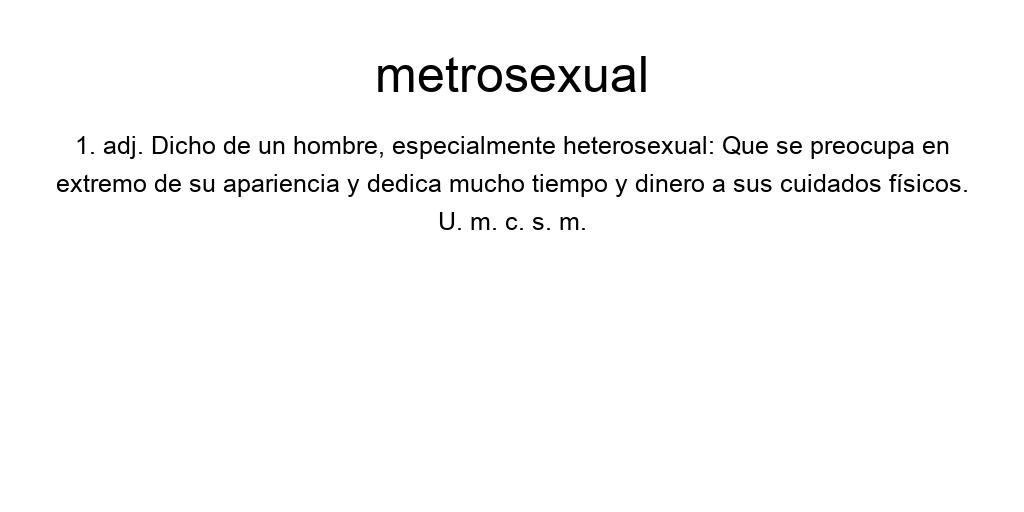 metrosexual
1. adj. Dicho de un hombre, especialmente heterosexual: Que se preocupa en
extremo de su apariencia y dedica mucho tiempo y dinero a sus cuidados físicos.
U. m. c. s. m.